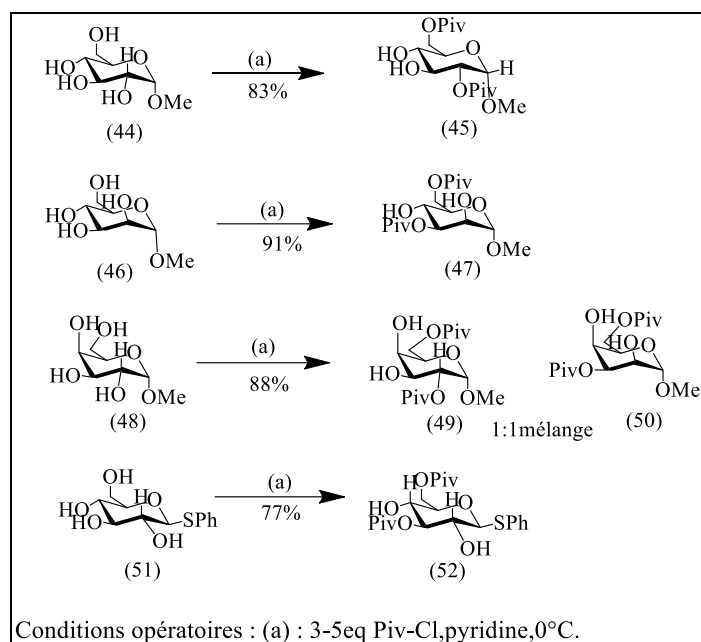 OH
H O
HO
HO
OH
OMe
(44)
(a)
83%
OPiv
O
HO
HO
H
PivO
OMe
(45)
OH
HO O
HO
HO
OMe
(46)
(a)
91%
OPiv
HO O
HO
PivO
OMe
(47)
OH OH
H O
HO
OH
OMe
(48)
(a)
88%
OH
OPiv
H O
HO
PivO
OMe
(49)
1:1mélange
OH OPiv
HO O
PivO
OMe
(50)
OH
H O
HO
HO
SPh
OH
(51)
(a)
77%
OPiv
H
H O
HO
PivO
SPh
OH
(52)
Conditions opératoires : (a) : 3-5eq Piv-Cl,pyridine,0°C.